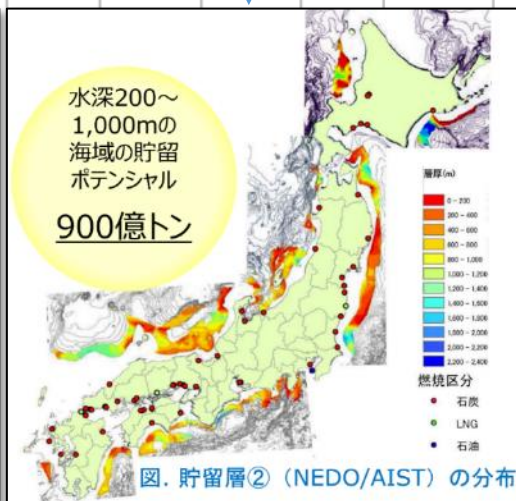 水深200～
1,000mの
海域の貯留
ポテンシャル
900億トン
層厚(m)
0 - 200
200 - 400
400 - 600
600 - 800
800 - 1,000
1,000 - 1,200
1,200 - 1,400
1,400 - 1,600
1,600 - 1,800
1,800 - 2,000
2,000 - 2,200
2,200 - 2,400
燃焼区分
石炭
LNG
石油
図. 貯留層②（NEDO/AIST）の分布